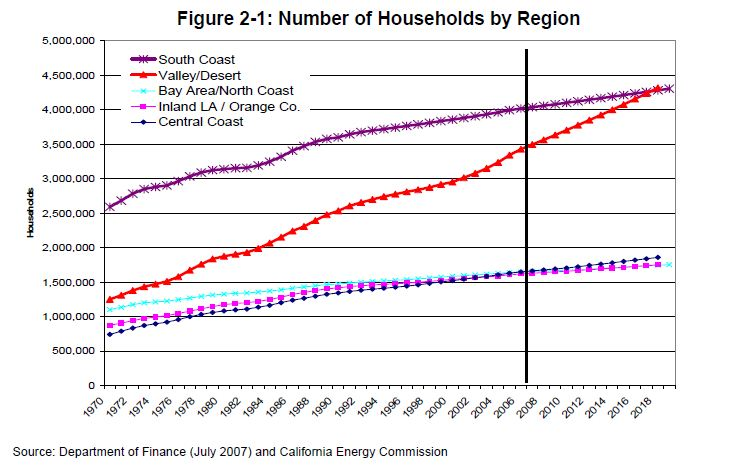 Figure 2-1: Number of Households by Region
5,000,000
4,500,000
4,000,000
3,500,000
3,000,000
2,500,000
2,000,000
1,500,000
1,000,000
500,000
0
Households
South Coast
Valley/Desert
Bay Area/North Coast
Inland LA / Orange Co.
Central Coast
1970 1972 1974 1976 1978 1980 1982 1984 1986 1988 1990 1992 1994 1996 1998 2000 2002 2004 2006 2008 2010 2012 2014 2016 2018
Source: Department of Finance (July 2007) and California Energy Commission